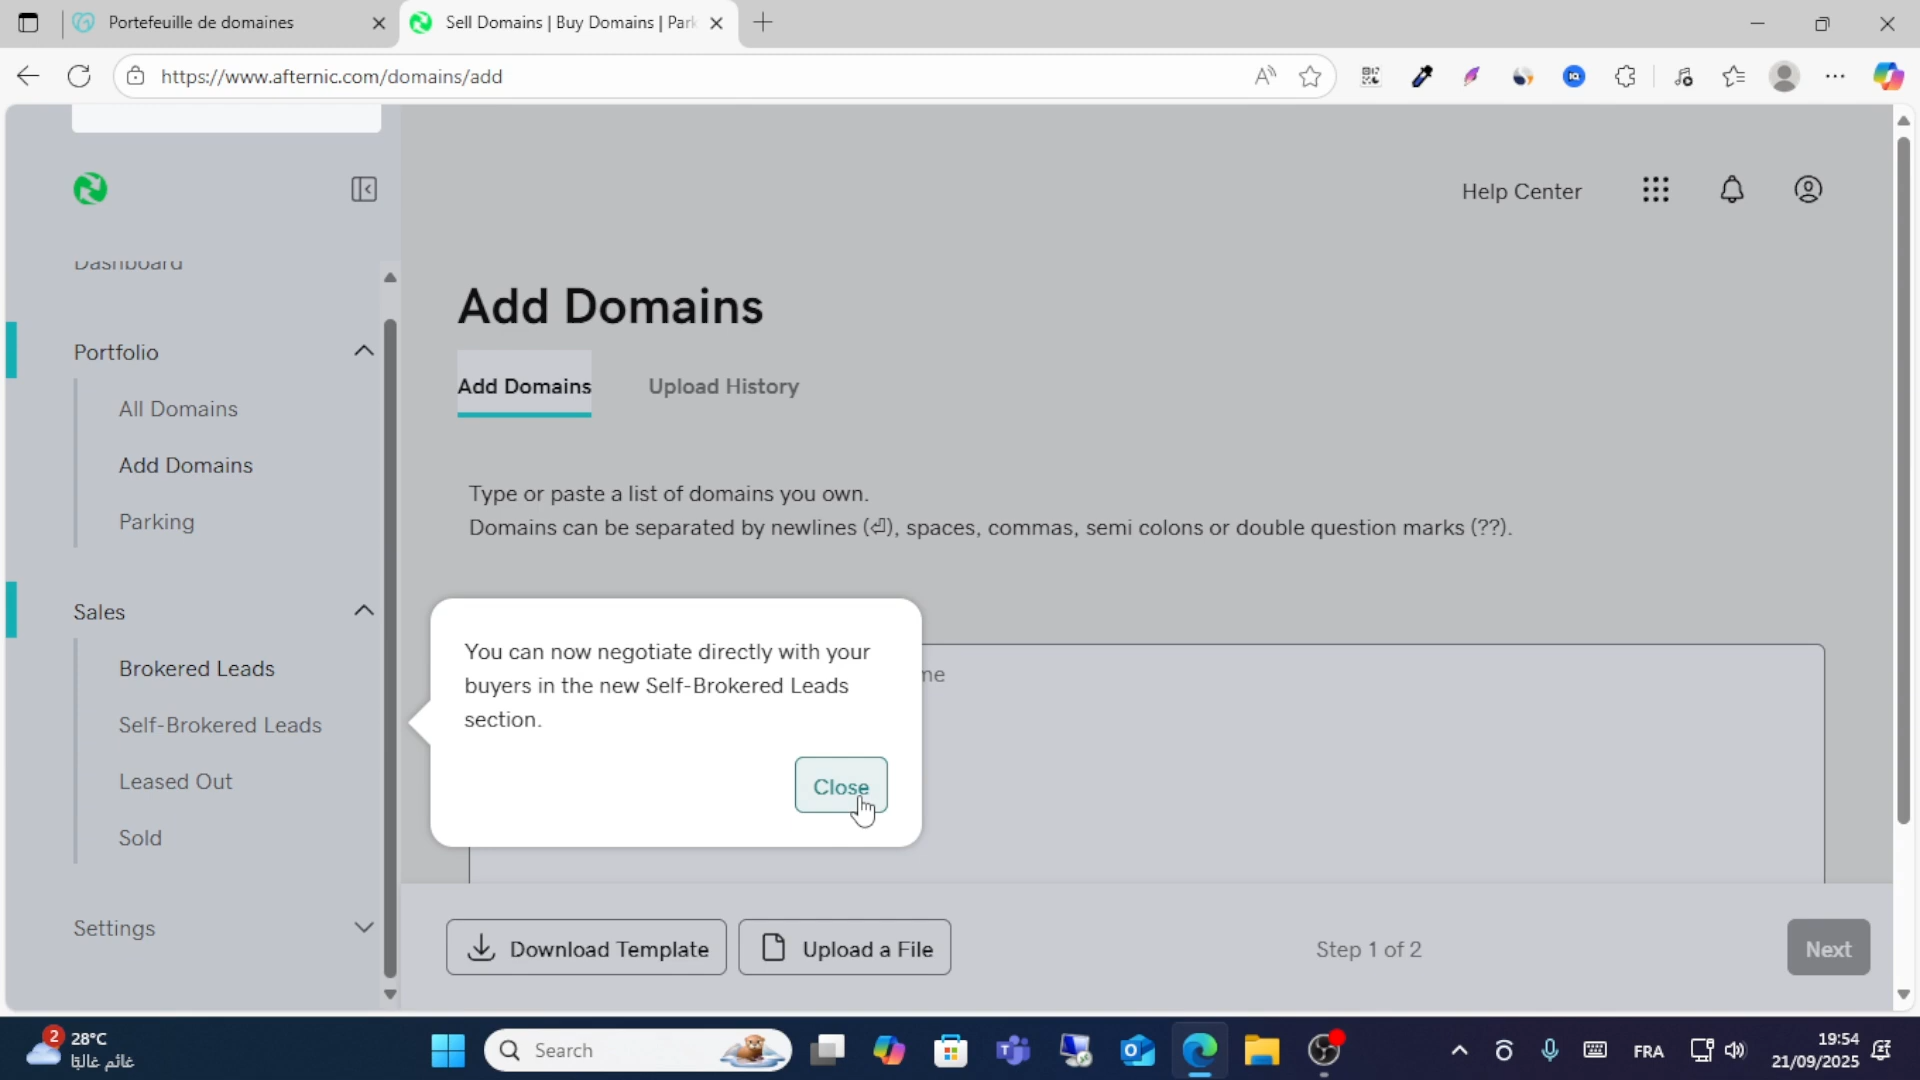 Portefeuille de domaines
Sell Domains | Buy Domains | Park
https://www.afternic.com/domains/add
Help Center
Dashboard
Portfolio
All Domains
Add Domains
Parking
Sales
Brokered Leads
Self-Brokered Leads
Leased Out
Sold
Settings
Add Domains
Add Domains
Upload History
Type or paste a list of domains you own.
Domains can be separated by newlines (⏎), spaces, commas, semi colons or double question marks (??).
me
You can now negotiate directly with your
buyers in the new Self-Brokered Leads
section.
Close
Download Template
Upload a File
Step 1 of 2
Next
2
28°C
غائم غالبًا
Search
FRA
19:54
21/09/2025